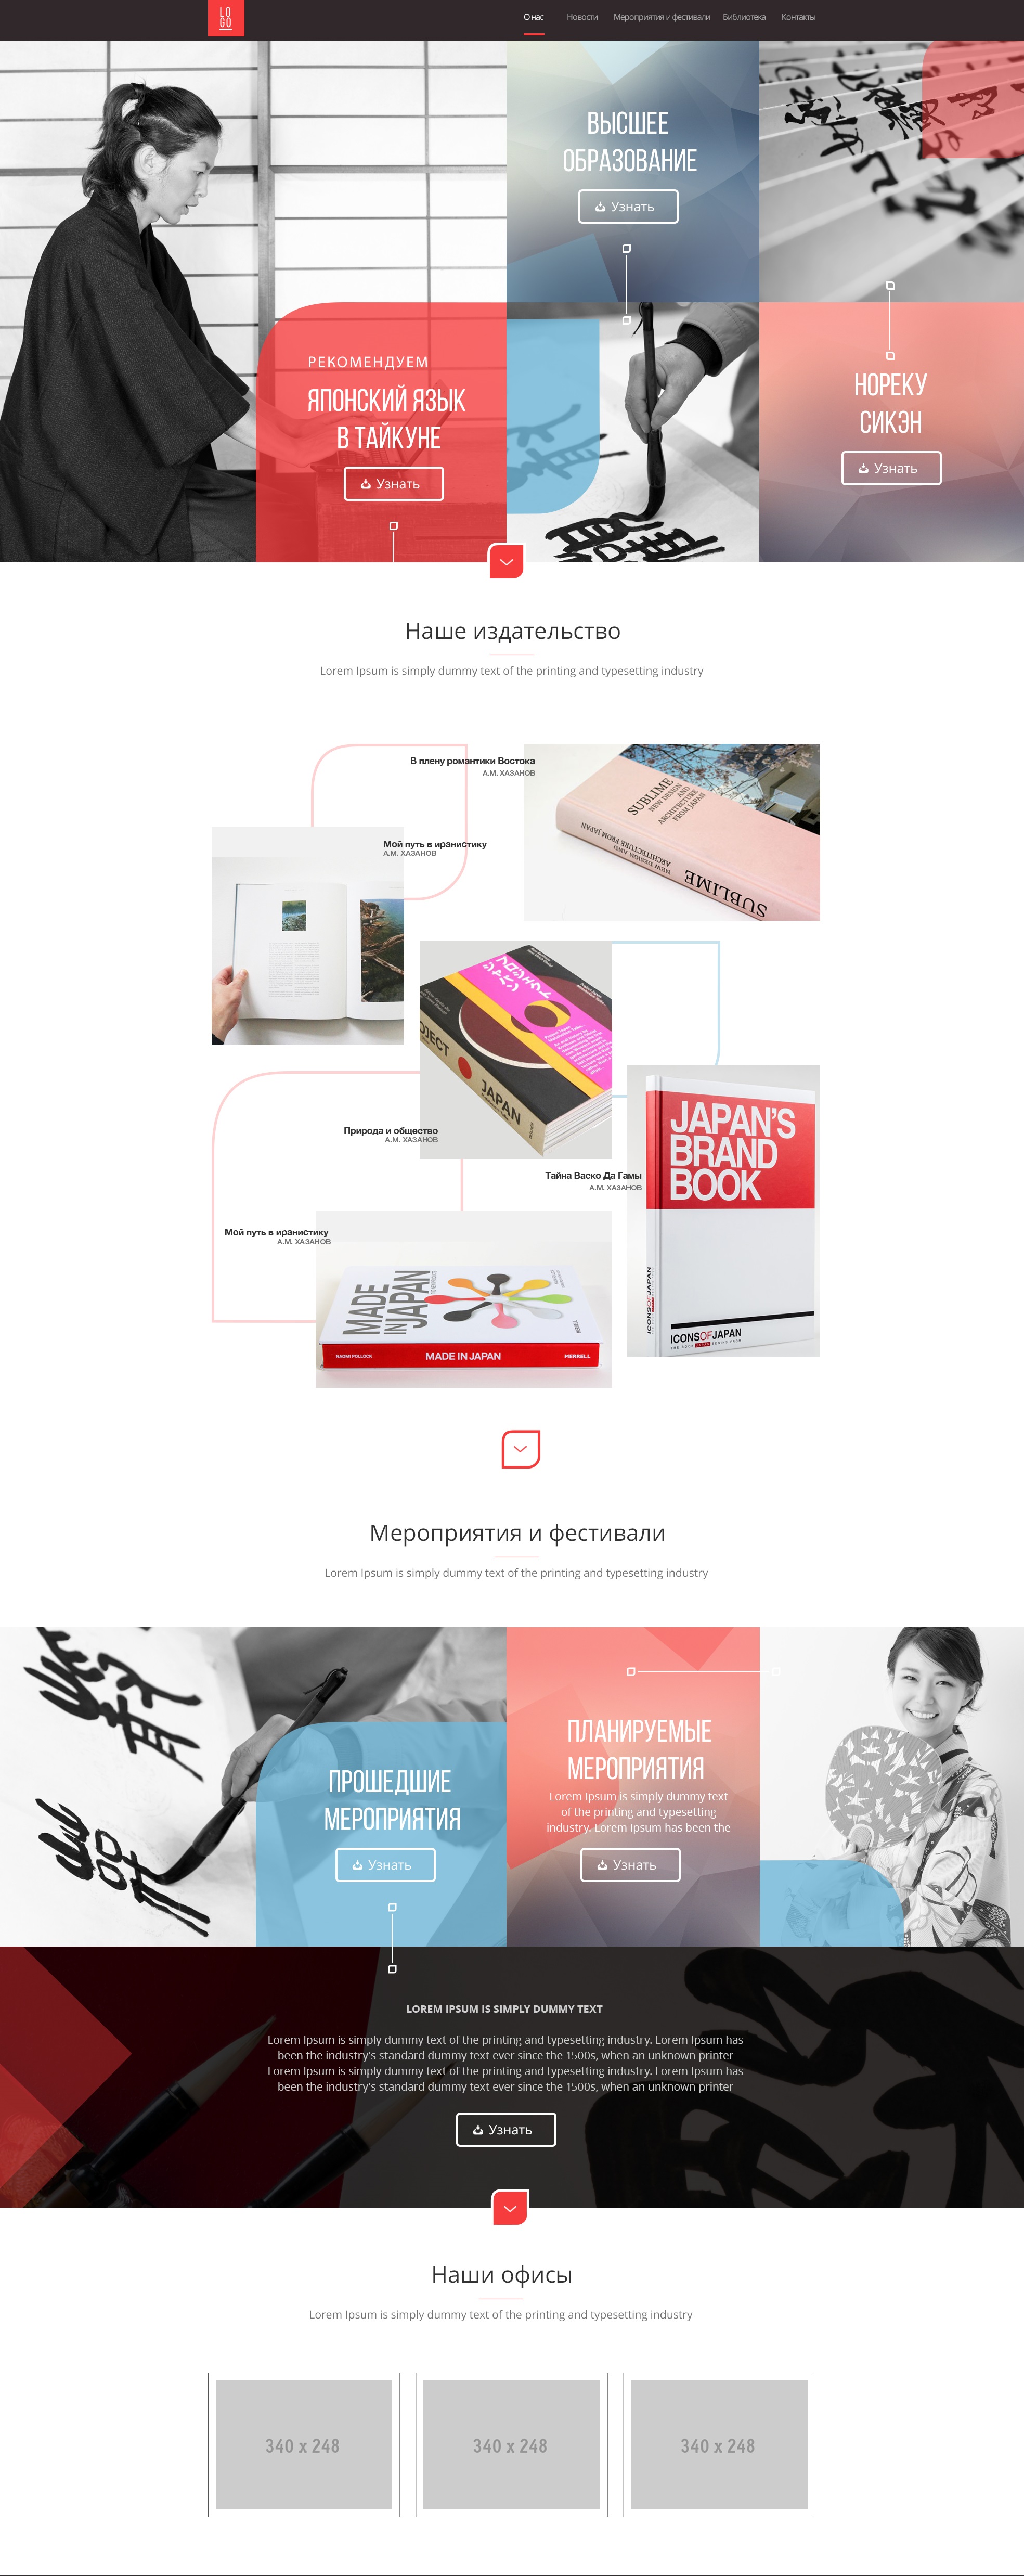 LO
GO
О нас Новости Мероприятия и фестивали Библиотека Контакты
ВЫСШЕЕ
ОБРАЗОВАНИЕ
Узнать
РЕКОМЕНДУЕМ
ЯПОНСКИЙ ЯЗЫК
В ТАЙКУНЕ
Узнать
НОРЕКУ
СИКЭН
Узнать
Наше издательство
Lorem Ipsum is simply dummy text of the printing and typesetting industry
В плену романтики Востока
А.М. ХАЗАНОВ
SUBLIME
NEW DESIGN
AND
ARCHITECTURE
FROM JAPAN
NEW DESIGN AND
ARCHITECTURE FROM JAPAN
SUBLIME
Мой путь в иранистику
А.М. ХАЗАНОВ
OJECT
JAPAN
Природа и общество
А.М. ХАЗАНОВ
Тайна Васко Да Гамы
А.М. ХАЗАНОВ
JAPAN'S
BRAND
BOOK
ICONSOFJAPAN
ICONSOFJAPAN
Мой путь в иранистику
А.М. ХАЗАНОВ
MADE
IN JAPAN
NAOMI POLLOCK MADE IN JAPAN MERRELL
Мероприятия и фестивали
Lorem Ipsum is simply dummy text of the printing and typesetting industry
ПРОШЕДШИЕ
МЕРОПРИЯТИЯ
Узнать
ПЛАНИРУЕМЫЕ
МЕРОПРИЯТИЯ
Lorem Ipsum is simply dummy text
of the printing and typesetting
industry. Lorem Ipsum has been the
Узнать
LOREM IPSUM IS SIMPLY DUMMY TEXT
Lorem Ipsum is simply dummy text of the printing and typesetting industry. Lorem Ipsum has
been the industry's standard dummy text ever since the 1500s, when an unknown printer
Lorem Ipsum is simply dummy text of the printing and typesetting industry. Lorem Ipsum has
been the industry's standard dummy text ever since the 1500s, when an unknown printer
Узнать
Наши офисы
Lorem Ipsum is simply dummy text of the printing and typesetting industry
340 x 248
340 x 248
340 x 248